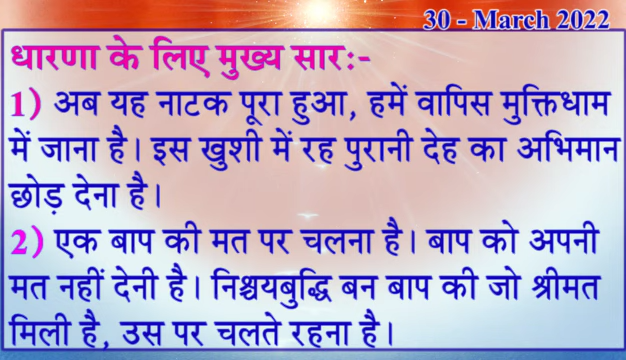 30 - March 2022
धारणा के लिए मुख्य सारः-
1) अब यह नाटक पूरा हुआ, हमें वापिस मुक्तिधाम
में जाना है। इस खुशी में रह पुरानी देह का अभिमान
छोड़ देना है।
2) एक बाप की मत पर चलना है। बाप को अपनी
मत नहीं देनी है। निश्चयबुद्धि बन बाप की जो श्रीमत
मिली है, उस पर चलते रहना है।